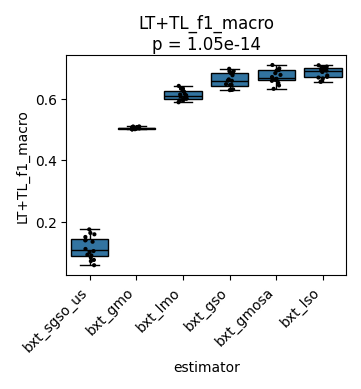 LT+TL_f1_macro
p = 1.05e-14
LT+TL_f1_macro
0.6
0.4
0.2
bxt_sgso_us
bxt_gmo
bxt_lmo
bxt_gso
bxt_gmosa
bxt_lso
estimator